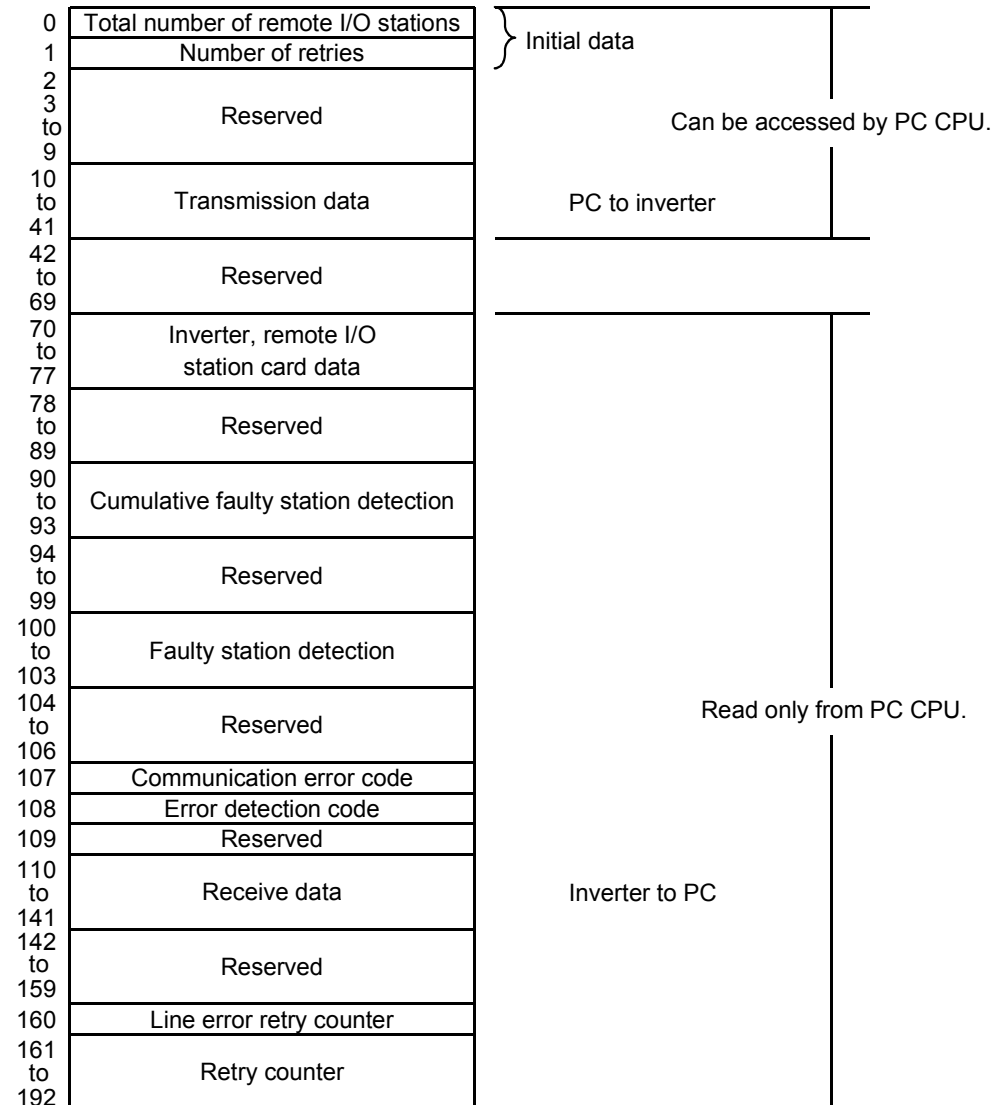 0 Total number of remote I/O stations
Initial data
1 Number of retries
2
3
to
9
Reserved
Can be accessed by PC CPU.
10
to
41
Transmission data
PC to inverter
42
to
69
Reserved
70
to
77
Inverter, remote I/O
station card data
78
to
89
Reserved
90
to
93
Cumulative faulty station detection
94
to
99
Reserved
100
to
103
Faulty station detection
104
to
106
Reserved
Read only from PC CPU.
107 Communication error code
108 Error detection code
109 Reserved
110
to
141
Receive data
Inverter to PC
142
to
159
Reserved
160 Line error retry counter
161
to
192
Retry counter